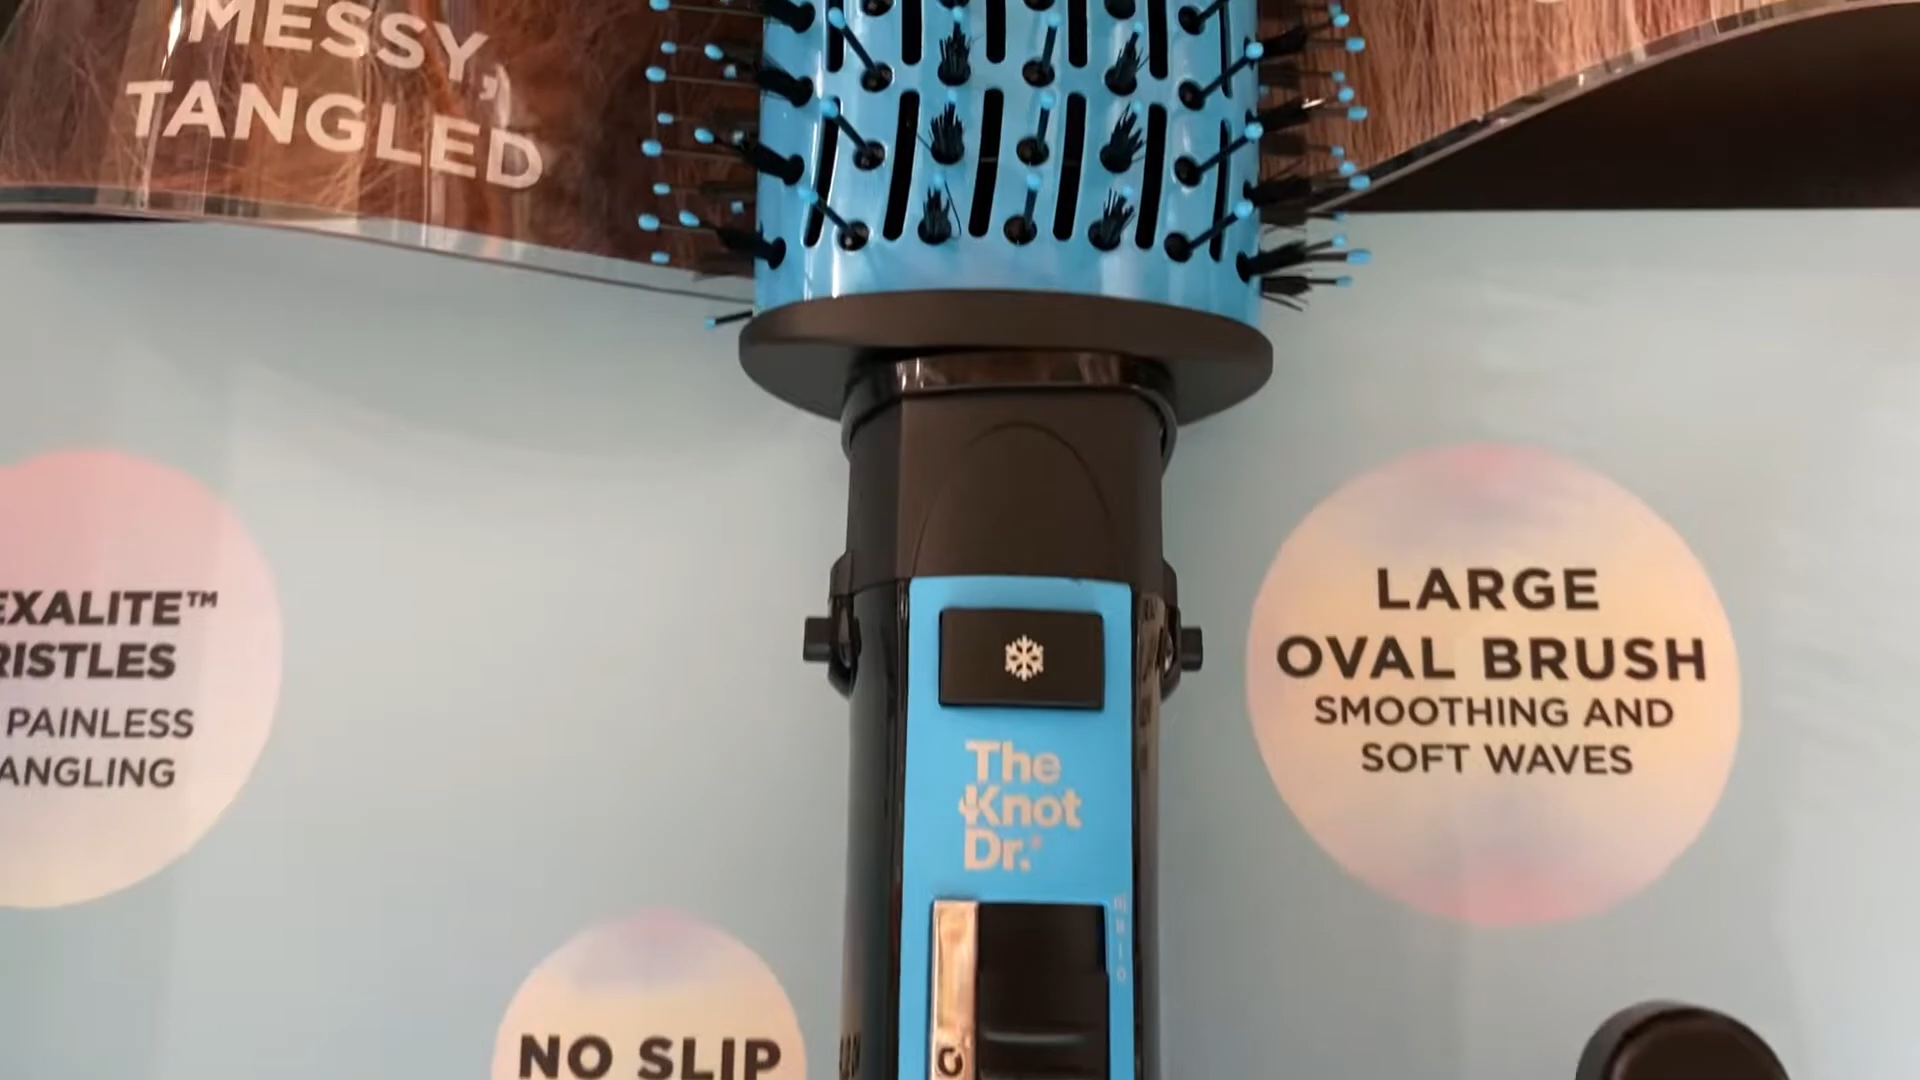 MESSY,
TANGLED
EXALITE™
RISTLES
PAINLESS
ANGLING
LARGE
OVAL BRUSH
SMOOTHING AND
SOFT WAVES
The
Knot
Dr.
NO SLIP